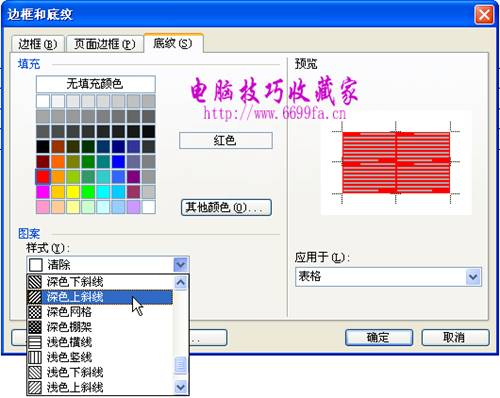 边框和底纹
边框(B) 页面边框(P) 底纹(S)
填充
无填充颜色
红色
其他颜色(O)...
图案
样式(Y):
清除
深色下斜线
深色上斜线
深色网格
深色棚架
浅色横线
浅色竖线
浅色下斜线
浅色上斜线
预览
电脑技巧收藏家
http://www.6699fa.cn
应用于(L):
表格
确定 取消